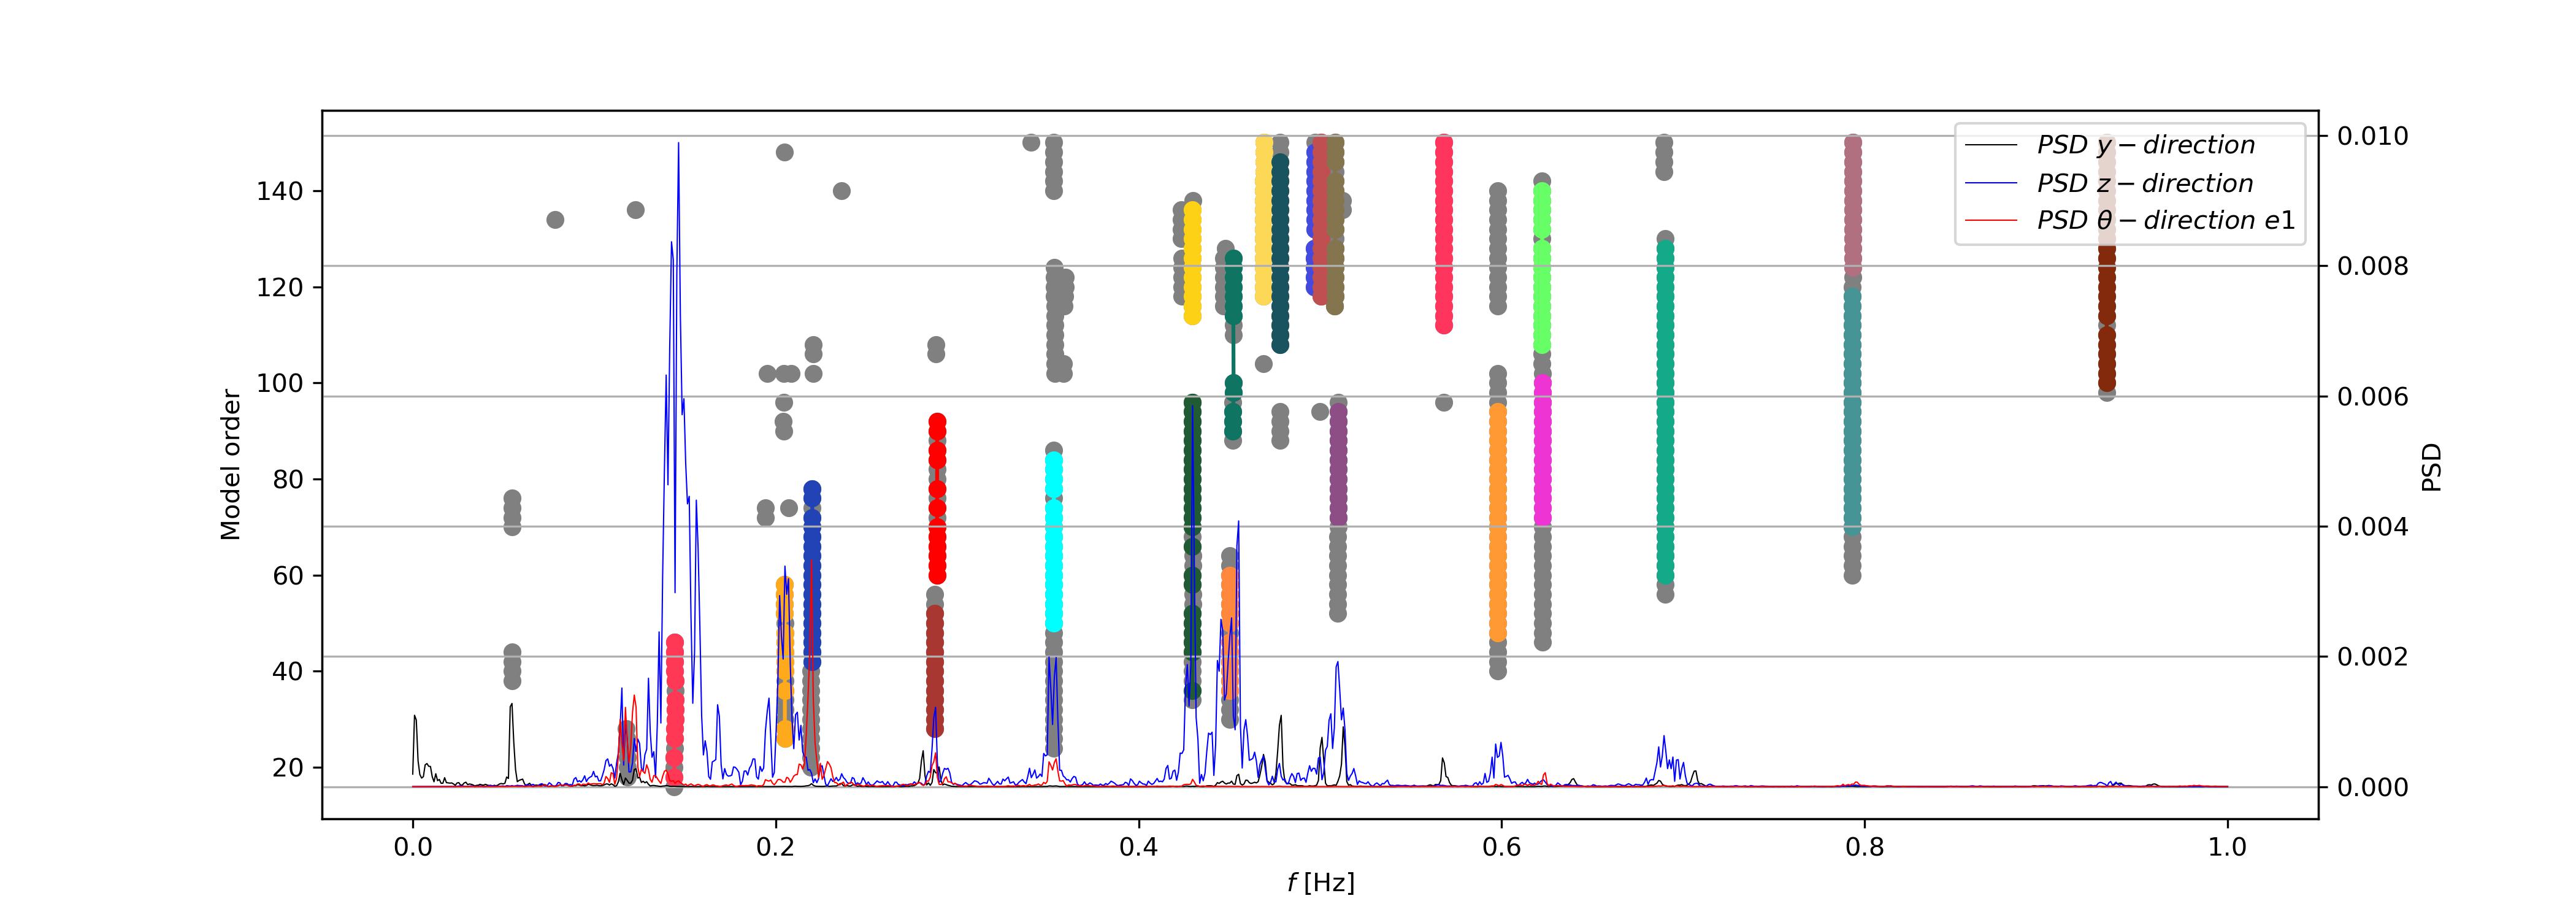 PSD y − direction
PSD z − direction
PSD θ − direction e1
Model order
140
120
100
80
60
40
20
0.010
0.008
0.006
0.004
0.002
0.000
PSD
0.0 0.2 0.4 0.6 0.8 1.0
f [Hz]